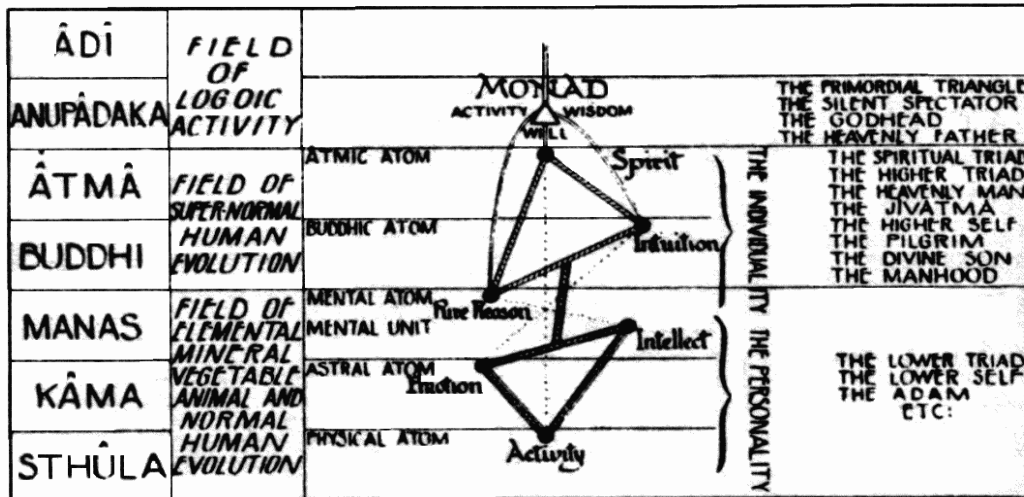 ÂDÎ
ANUPÂDAKA
ÂTMÂ
BUDDHI
MANAS
KÂMA
STHÛLA
FIELD
OF
LOGOIC
ACTIVITY
FIELD OF
SUPER-NORMAL
HUMAN
EVOLUTION
FIELD OF
ELEMENTAL
MINERAL
VEGETABLE
ANIMAL AND
NORMAL
HUMAN
EVOLUTION
MONAD
ACTIVITY WISDOM
WILL
ÂTMIC ATOM
Spirit
BUDDHIC ATOM
Intuition
MENTAL ATOM
Pure Reason
MENTAL UNIT
Intellect
ASTRAL ATOM
Emotion
PHYSICAL ATOM
Activity
THE INDIVIDUALITY
THE PERSONALITY
THE PRIMORDIAL TRIANGLE
THE SILENT SPECTATOR
THE GODHEAD
THE HEAVENLY FATHER
THE SPIRITUAL TRIAD
THE HIGHER TRIAD
THE HEAVENLY MAN
THE JIVATMA
THE HIGHER SELF
THE PILGRIM
THE DIVINE SON
THE MANHOOD
THE LOWER TRIAD
THE LOWER SELF
THE ADAM
ETC: